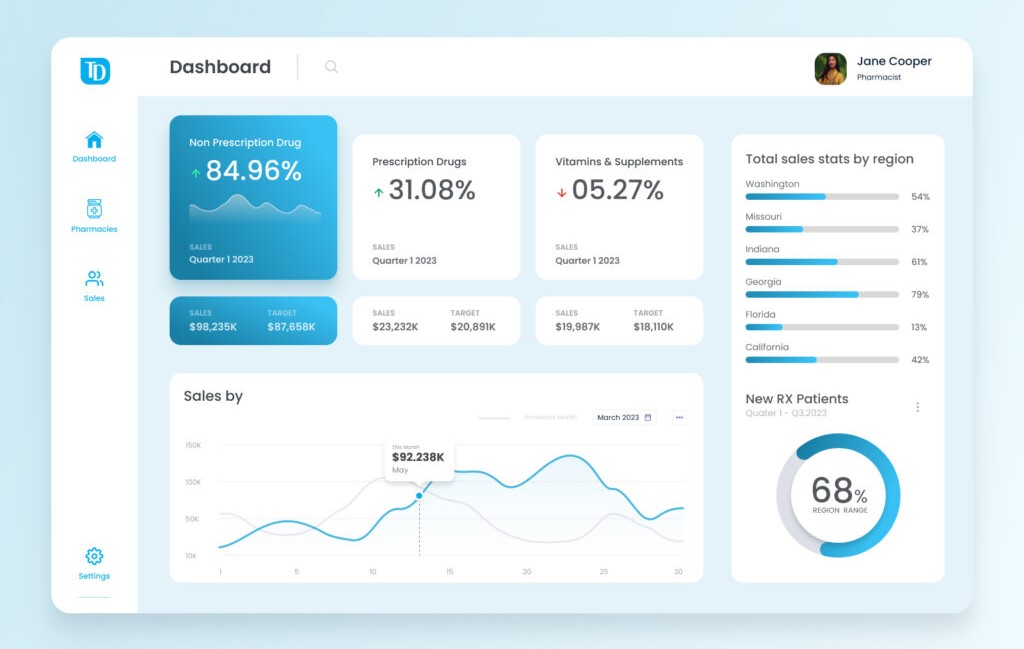 TD
Dashboard
Jane Cooper
Pharmacist
Dashboard
Pharmacies
Sales
Settings
Non Prescription Drug
84.96%
SALES
Quarter 1 2023
Prescription Drugs
31.08%
SALES
Quarter 1 2023
Vitamins & Supplements
05.27%
SALES
Quarter 1 2023
SALES TARGET
$98,235K $87,658K
SALES TARGET
$23,232K $20,891K
SALES TARGET
$19,987K $18,110K
Sales by
Month March 2023
150K
100K
50K
10K
This Month
$92.238K
May
1 5 10 15 20 25 30
Total sales stats by region
Washington
54%
Missouri
37%
Indiana
61%
Georgia
79%
Florida
13%
California
42%
New RX Patients
Quater 1 - Q3.2023
68%
REGION RANGE